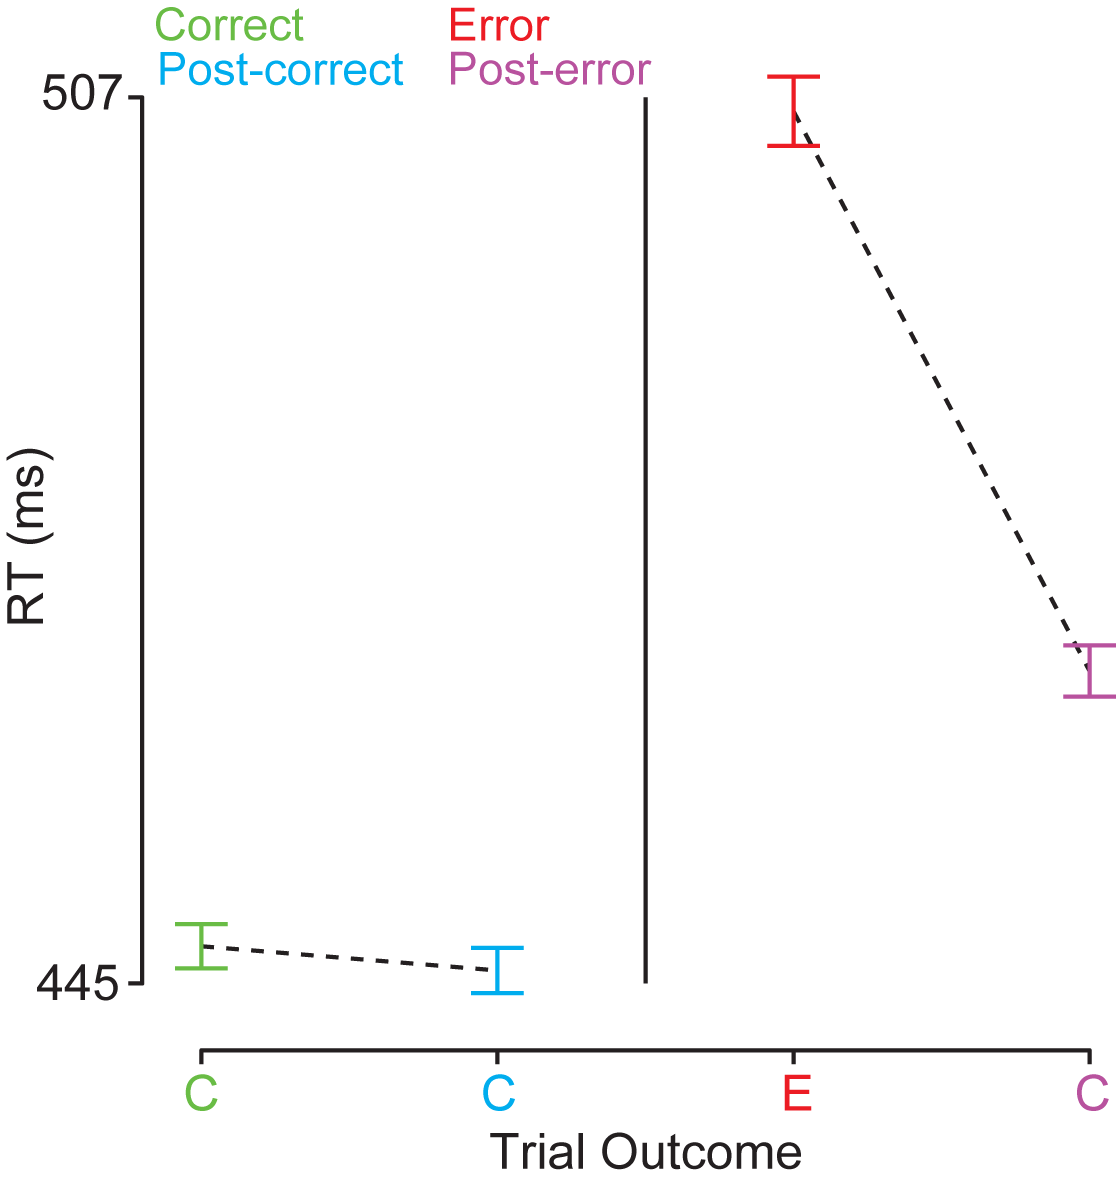 Correct Error
Post-correct Post-error
507
RT (ms)
445
C C E C
Trial Outcome